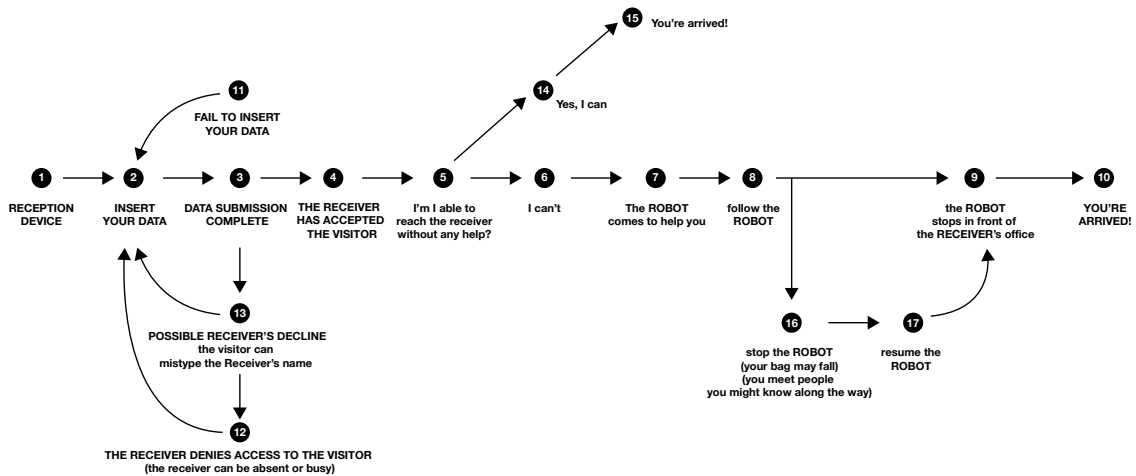 15 You're arrived!
11
FAIL TO INSERT
YOUR DATA
14 Yes, I can
1
RECEPTION
DEVICE
2
INSERT
YOUR DATA
3
DATA SUBMISSION
COMPLETE
4
THE RECEIVER
HAS ACCEPTED
THE VISITOR
5
I'm I able to
reach the receiver
without any help?
6
I can't
7
The ROBOT
comes to help you
8
follow the
ROBOT
9
the ROBOT
stops in front of
the RECEIVER's office
10
YOU'RE
ARRIVED!
13
POSSIBLE RECEIVER'S DECLINE
the visitor can
mistype the Receiver's name
16
stop the ROBOT
(your bag may fall)
(you meet people
you might know along the way)
17
resume the
ROBOT
12
THE RECEIVER DENIES ACCESS TO THE VISITOR
(the receiver can be absent or busy)